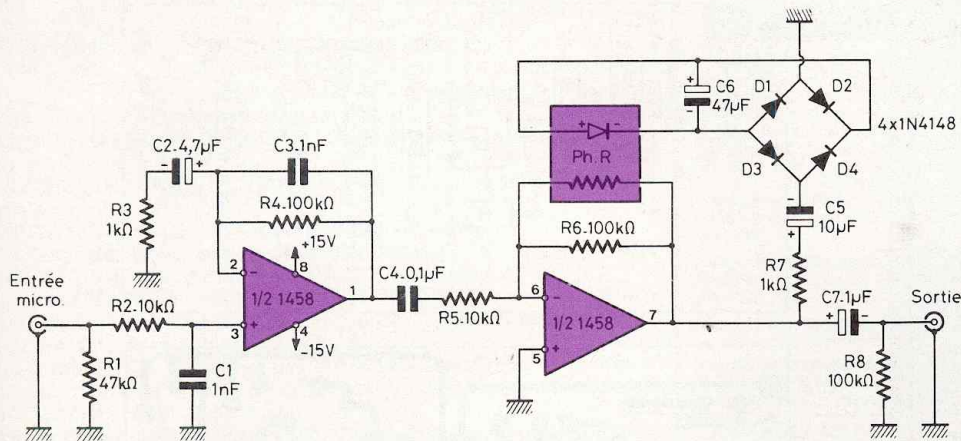 C2.4,7µF
C3.1nF
R3
1kΩ
R4.100kΩ
+15V
2
8
1/2 1458
1
4
-15V
3
Entrée
micro.
R2.10kΩ
R1
47kΩ
C1
1nF
C4.0,1µF
R5.10kΩ
Ph.R
R6.100kΩ
6
1/2 1458
7
5
C6
47µF
D1
D2
4x1N4148
D3
D4
C5
10µF
R7
1kΩ
C7.1µF
Sortie
R8
100kΩ